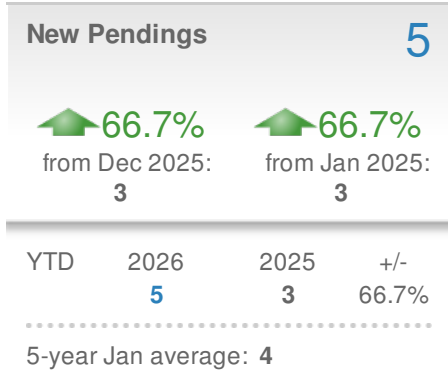 New Pendings 5
66.7% 66.7%
from Dec 2025: from Jan 2025:
3 3
YTD 2026 2025 +/-
5 3 66.7%
5-year Jan average: 4